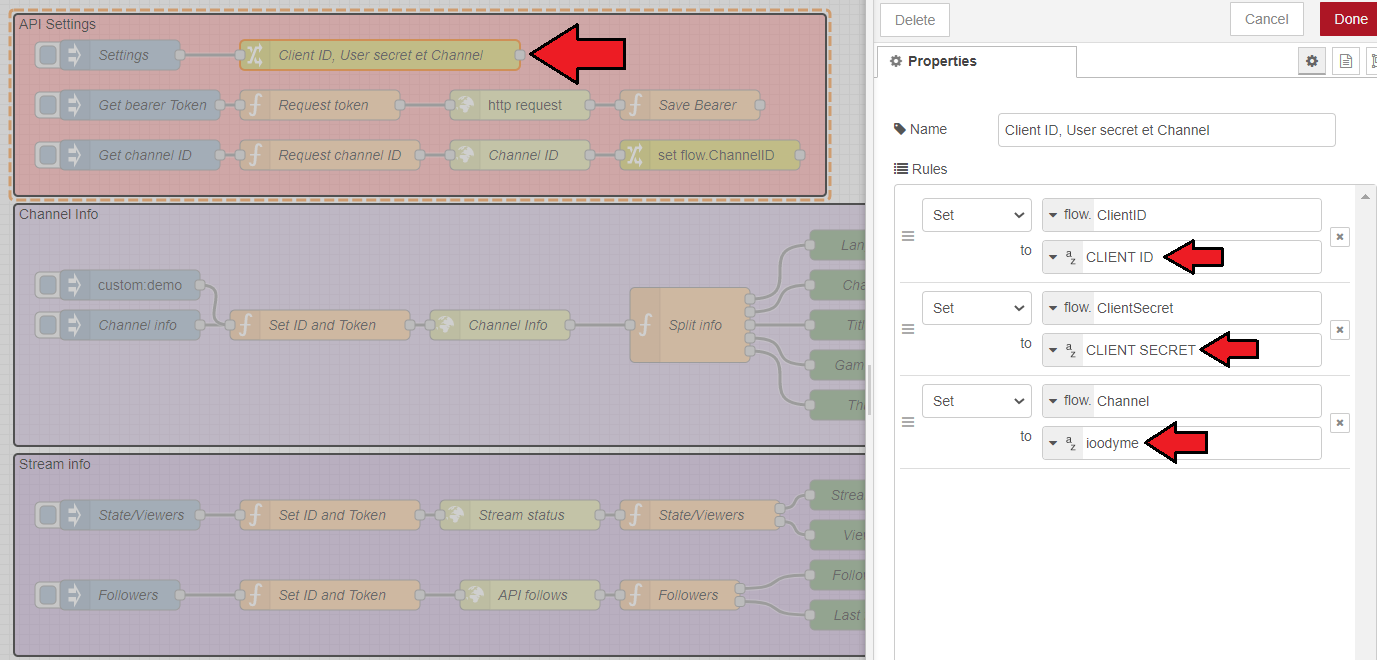 API Settings
Settings
Client ID, User secret et Channel
Get bearer Token
Request token
http request
Save Bearer
Get channel ID
Request channel ID
Channel ID
set flow.ChannelID
Channel Info
custom:demo
Channel info
Set ID and Token
Channel Info
Split info
Lan
Cha
Titl
Gam
Th
Stream info
State/Viewers
Set ID and Token
Stream status
State/Viewers
Strea
View
Followers
Set ID and Token
API follows
Followers
Follo
Last
Delete
Cancel
Done
Properties
Name
Client ID, User secret et Channel
Rules
Set
flow. ClientID
to
az CLIENT ID
Set
flow. ClientSecret
to
az CLIENT SECRET
Set
flow. Channel
to
az ioodyme